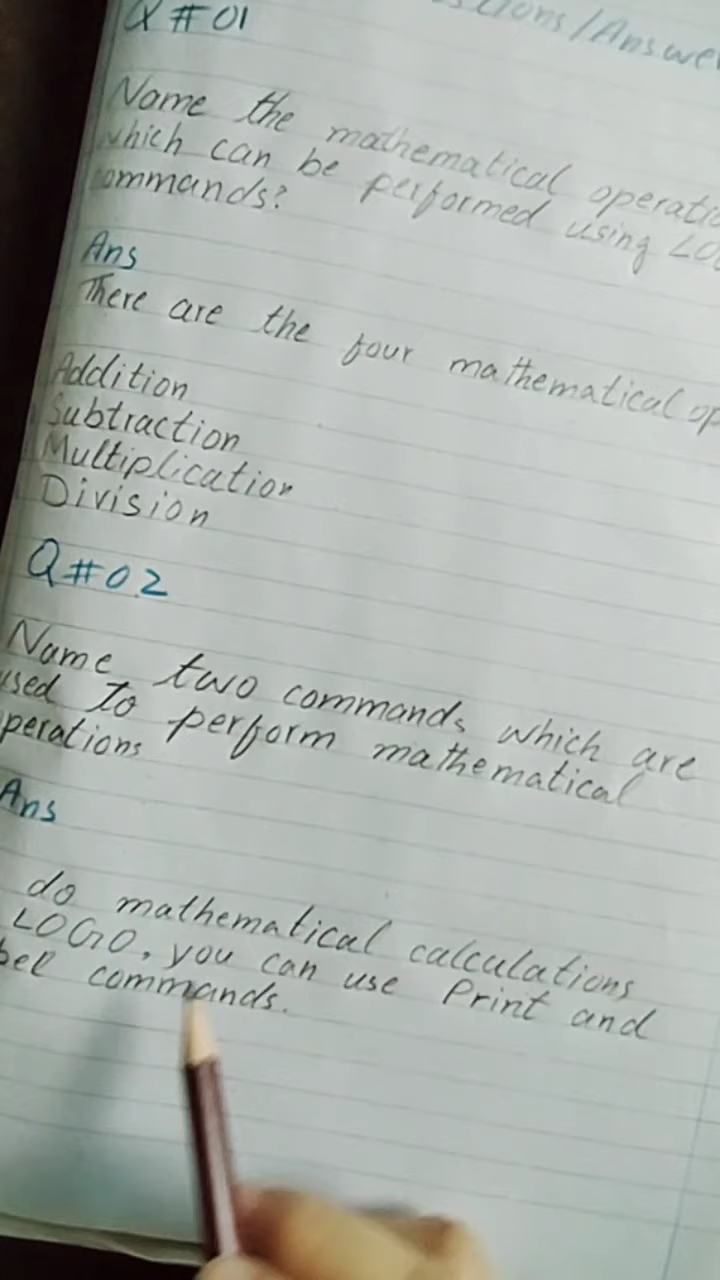 Q # 01
Name the mathematical
which can be performed using
commands?
Ans
There are the four mathematical
Addition
Subtraction
Multiplication
Division
Q # 02
Name two commands which are
used To perform mathematical
perations
Ans
do mathematical calculations
LOGO, you can use Print and
bel commands.